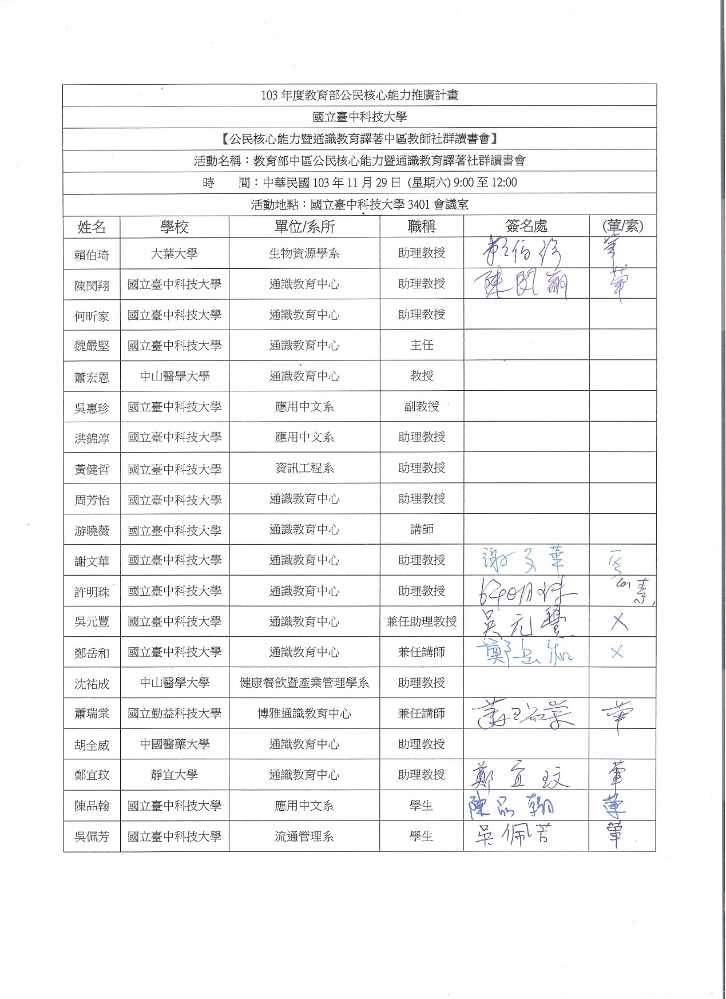 103 年度教育部公民核心能力推廣計畫
國立臺中科技大學
【公民核心能力暨通識教育譯著中區教師社群讀書會】
活動名稱：教育部中區公民核心能力暨通識教育譯著社群讀書會
時 間：中華民國 103 年 11 月 29 日 (星期六) 9:00 至 12:00
活動地點：國立臺中科技大學 3401 會議室
姓名 學校 單位/系所 職稱 簽名處 (葷/素)
賴伯琦 大葉大學 生物資源學系 助理教授 賴伯琦 葷
陳閔翔 國立臺中科技大學 通識教育中心 助理教授 陳閔翔 葷
何昕家 國立臺中科技大學 通識教育中心 助理教授
魏嚴堅 國立臺中科技大學 通識教育中心 主任
蕭宏恩 中山醫學大學 通識教育中心 教授
吳惠珍 國立臺中科技大學 應用中文系 副教授
洪錦淳 國立臺中科技大學 應用中文系 助理教授
黃健哲 國立臺中科技大學 資訊工程系 助理教授
周芳怡 國立臺中科技大學 通識教育中心 助理教授
游曉薇 國立臺中科技大學 通識教育中心 講師
謝文華 國立臺中科技大學 通識教育中心 助理教授 謝文華
許明珠 國立臺中科技大學 通識教育中心 助理教授 許明珠 素
吳元豐 國立臺中科技大學 通識教育中心 兼任助理教授 吳元豐 X
鄭岳和 國立臺中科技大學 通識教育中心 兼任講師 鄭岳和 X
沈祐成 中山醫學大學 健康餐飲暨產業管理學系 助理教授
蕭瑞棠 國立勤益科技大學 博雅通識教育中心 兼任講師 蕭瑞棠 葷
胡全威 中國醫藥大學 通識教育中心 助理教授
鄭宜玟 靜宜大學 通識教育中心 助理教授 鄭宜玟 葷
陳品翰 國立臺中科技大學 應用中文系 學生 陳品翰 葷
吳佩芳 國立臺中科技大學 流通管理系 學生 吳佩芳 葷